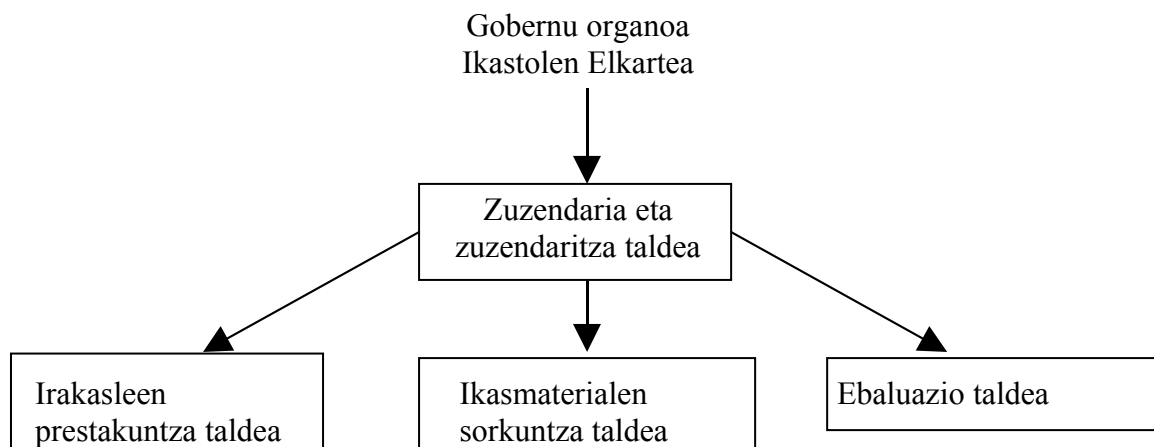 Gobernu organoa
Ikastolen Elkartea
Zuzendaria eta
zuzendaritza taldea
Irakasleen
prestakuntza taldea
Ikasmaterialen
sorkuntza taldea
Ebaluazio taldea